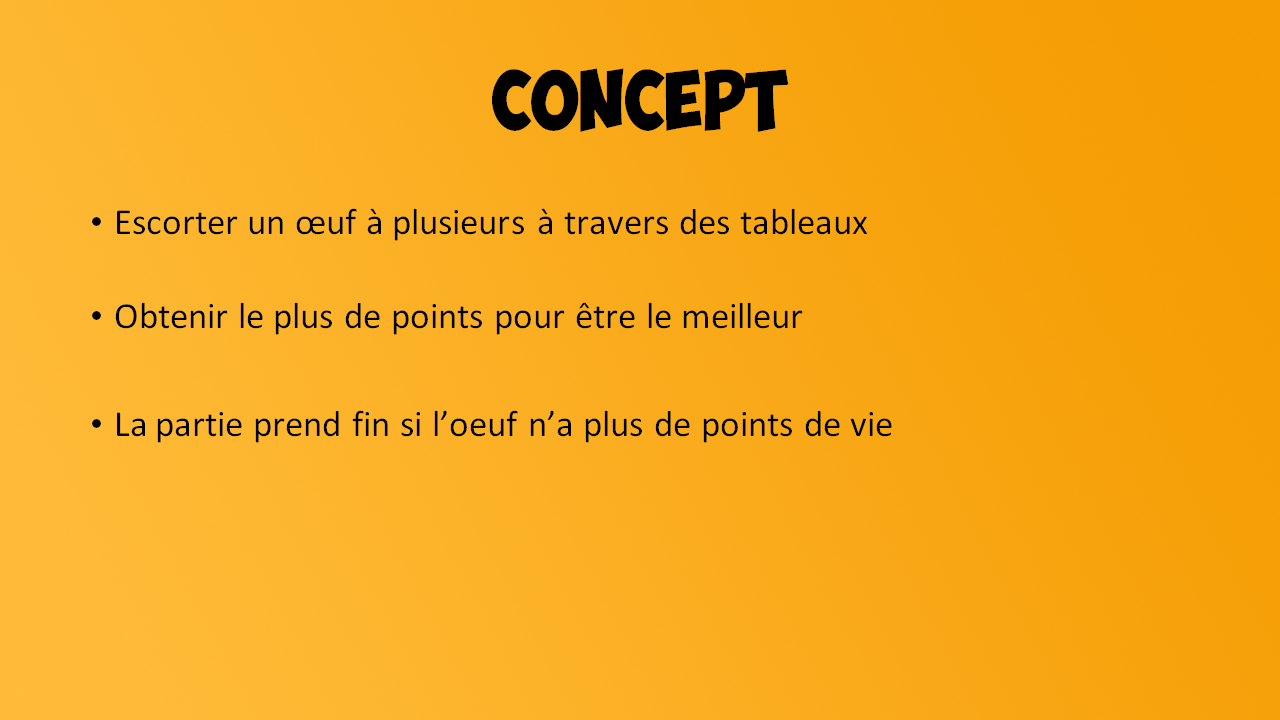 CONCEPT
• Escorter un œuf à plusieurs à travers des tableaux
• Obtenir le plus de points pour être le meilleur
• La partie prend fin si l’oeuf n’a plus de points de vie